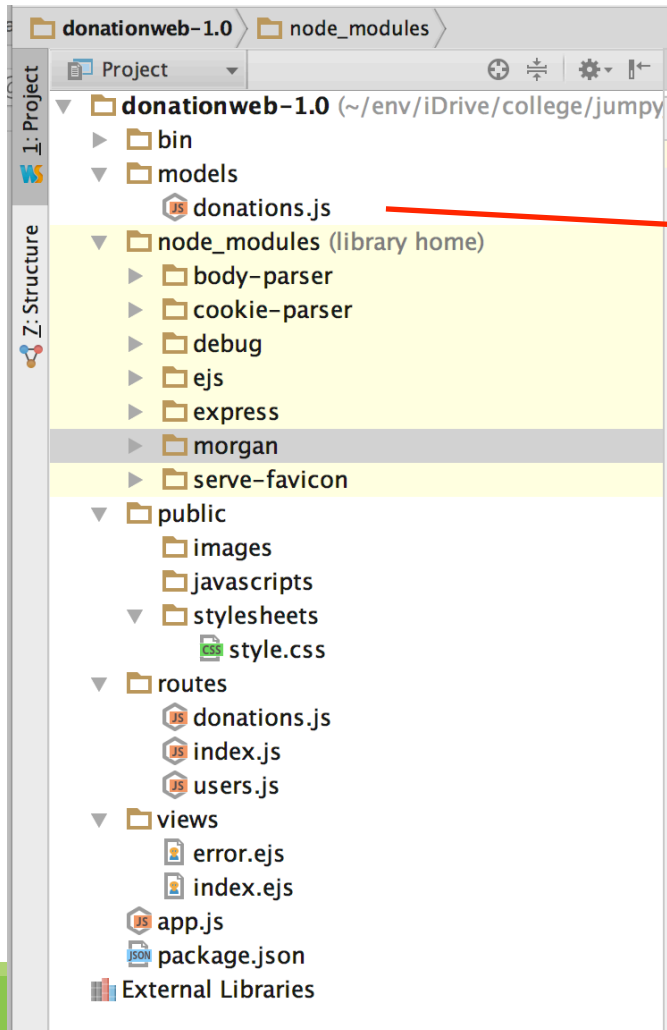 donationweb-1.0 node_modules
Project
1: Project
Z: Structure
donationweb-1.0 (~/env/iDrive/college/jumpy
bin
models
donations.js
node_modules (library home)
body-parser
cookie-parser
debug
ejs
express
morgan
serve-favicon
public
images
javascripts
stylesheets
style.css
routes
donations.js
index.js
users.js
views
error.ejs
index.ejs
app.js
package.json
External Libraries